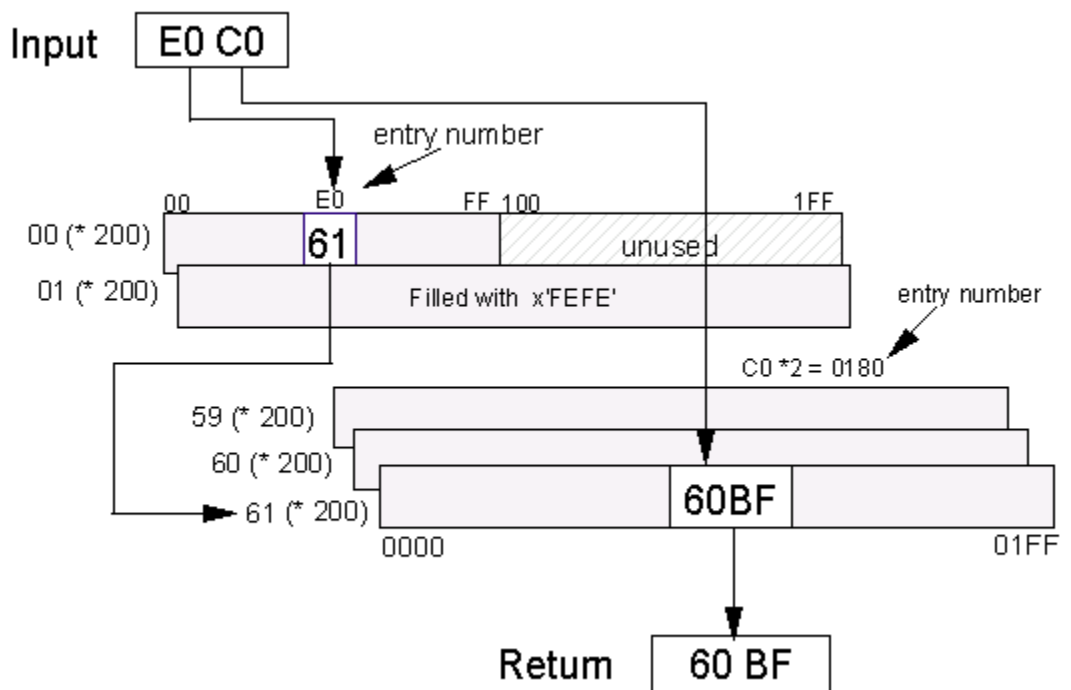 Input E0 C0
entry number
00 E0 FF 100 1FF
00 (* 200) 61 unused
01 (* 200) Filled with x'FEFE'
entry number
C0 *2 = 0180
59 (* 200)
60 (* 200)
61 (* 200) 60BF
0000 01FF
Return 60 BF